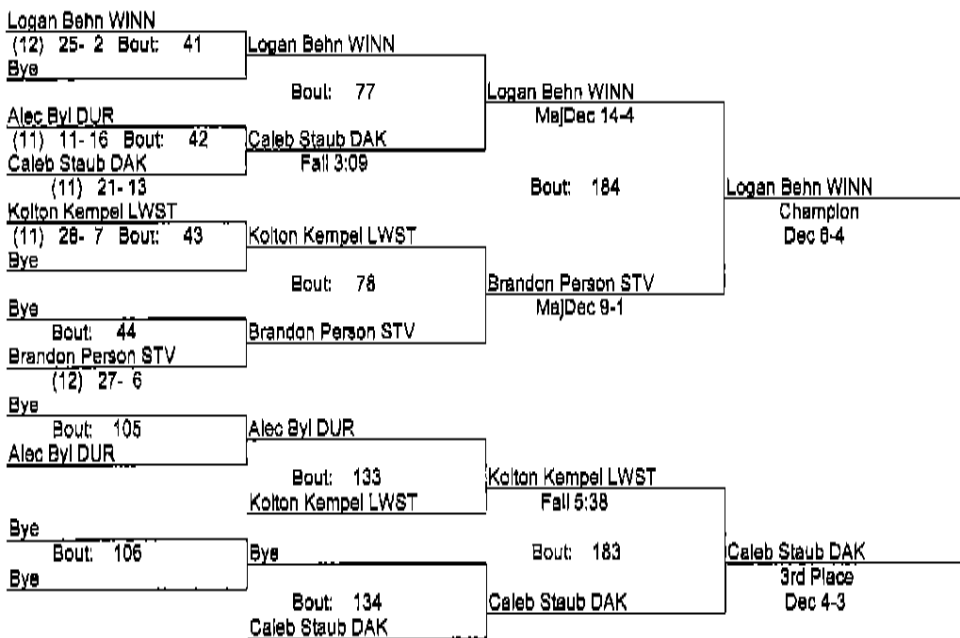 Logan Behn WINN
(12) 25- 2 Bout: 41
Bye
Logan Behn WINN
Bout: 77
Logan Behn WINN
MajDec 14-4
Alec Byl DUR
(11) 11- 16 Bout: 42
Caleb Staub DAK
(11) 21- 13
Caleb Staub DAK
Fall 3:09
Bout: 184
Logan Behn WINN
Champion
Dec 6-4
Kolton Kempel LWST
(11) 28- 7 Bout: 43
Bye
Kolton Kempel LWST
Bout: 78
Brandon Person STV
MajDec 9-1
Bye
Bout: 44
Brandon Person STV
(12) 27- 6
Brandon Person STV
Bye
Bout: 105
Alec Byl DUR
Alec Byl DUR
Bout: 133
Kolton Kempel LWST
Kolton Kempel LWST
Fall 5:38
Bye
Bout: 106
Bye
Bye
Bout: 134
Caleb Staub DAK
Bout: 183
Caleb Staub DAK
Caleb Staub DAK
3rd Place
Dec 4-3